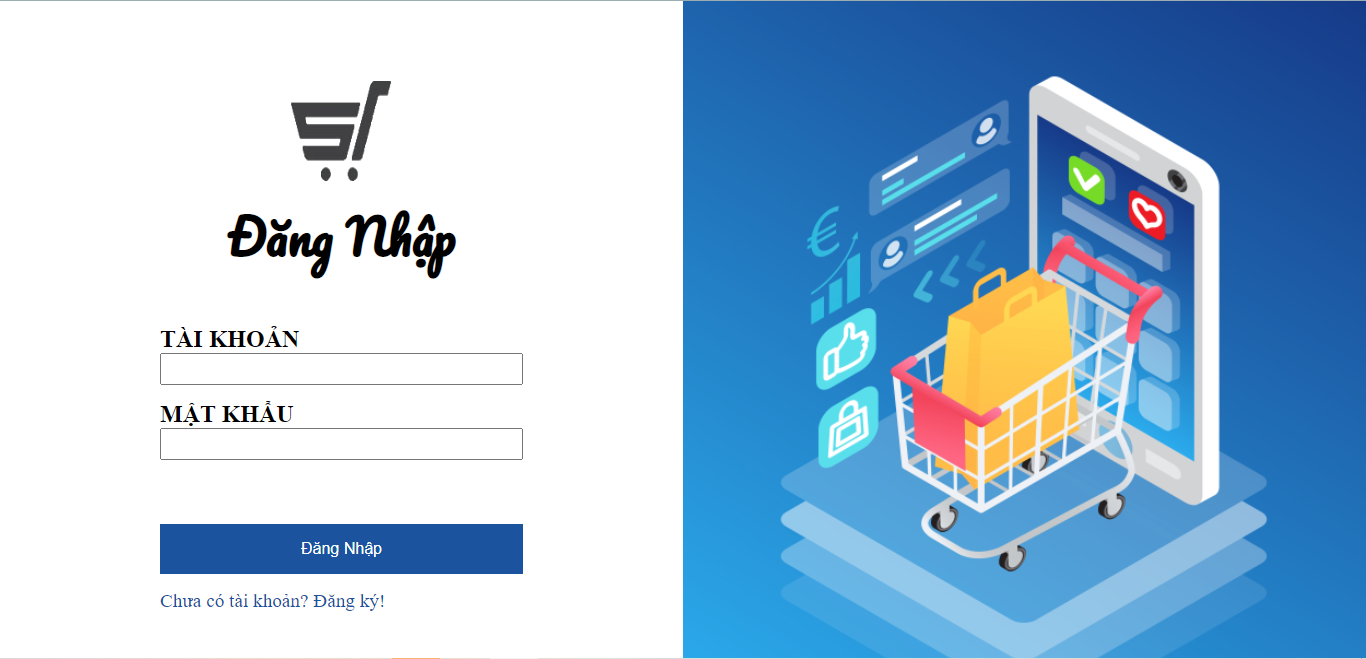 Đăng Nhập
TÀI KHOẢN
MẬT KHẨU
Đăng Nhập
Chưa có tài khoản? Đăng ký!